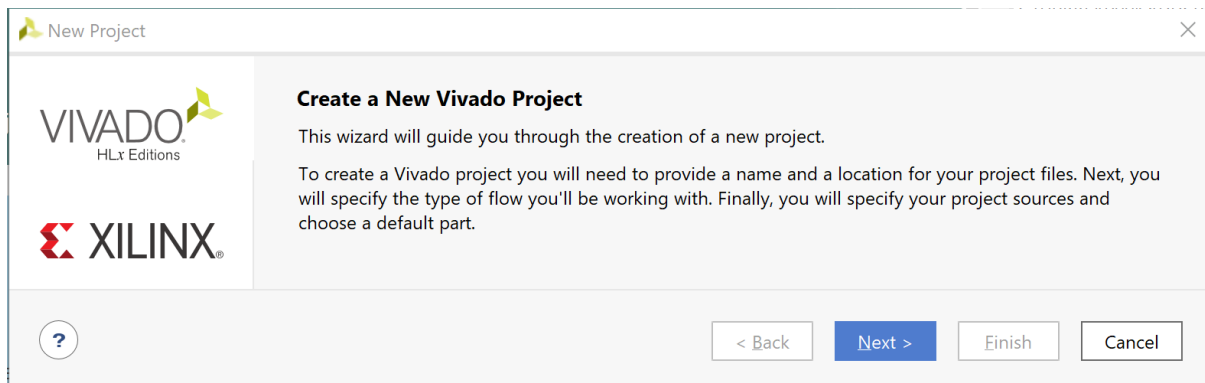 New Project
VIVADO.
HLx Editions
XILINX®
Create a New Vivado Project
This wizard will guide you through the creation of a new project.
To create a Vivado project you will need to provide a name and a location for your project files. Next, you
will specify the type of flow you'll be working with. Finally, you will specify your project sources and
choose a default part.
?
< Back
Next >
Finish
Cancel